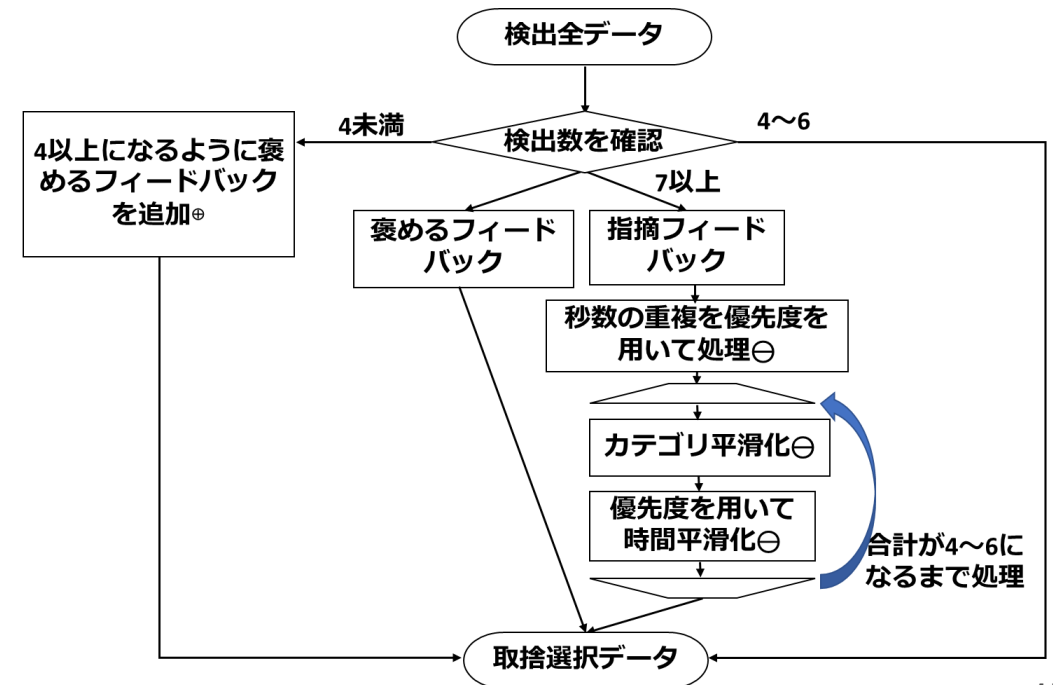 検出全データ
4未満
検出数を確認
4～6
4以上になるように褒
めるフィードバック
を追加⊕
7以上
褒めるフィード
バック
指摘フィード
バック
秒数の重複を優先度を
用いて処理⊖
カテゴリ平滑化⊖
優先度を用いて
時間平滑化⊖
合計が4～6に
なるまで処理
取捨選択データ